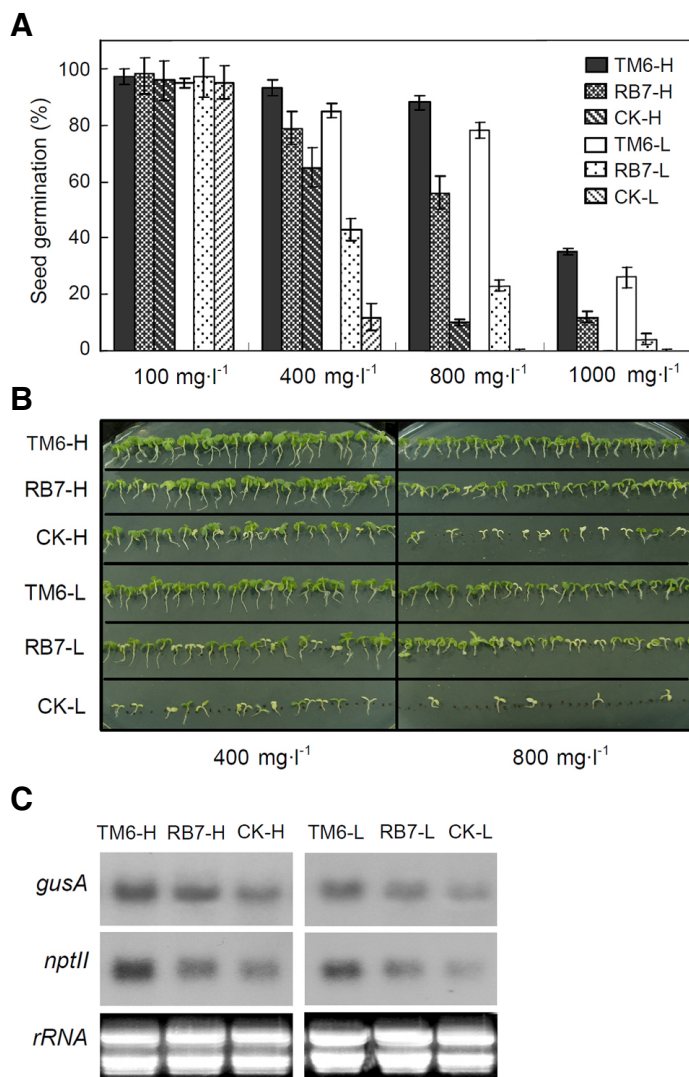 A
Seed germination (%)
100
80
60
40
20
0
TM6-H
RB7-H
CK-H
TM6-L
RB7-L
CK-L
100 mg·l⁻¹ 400 mg·l⁻¹ 800 mg·l⁻¹ 1000 mg·l⁻¹
B
TM6-H
RB7-H
CK-H
TM6-L
RB7-L
CK-L
400 mg·l⁻¹ 800 mg·l⁻¹
C
TM6-H RB7-H CK-H TM6-L RB7-L CK-L
gusA
nptII
rRNA